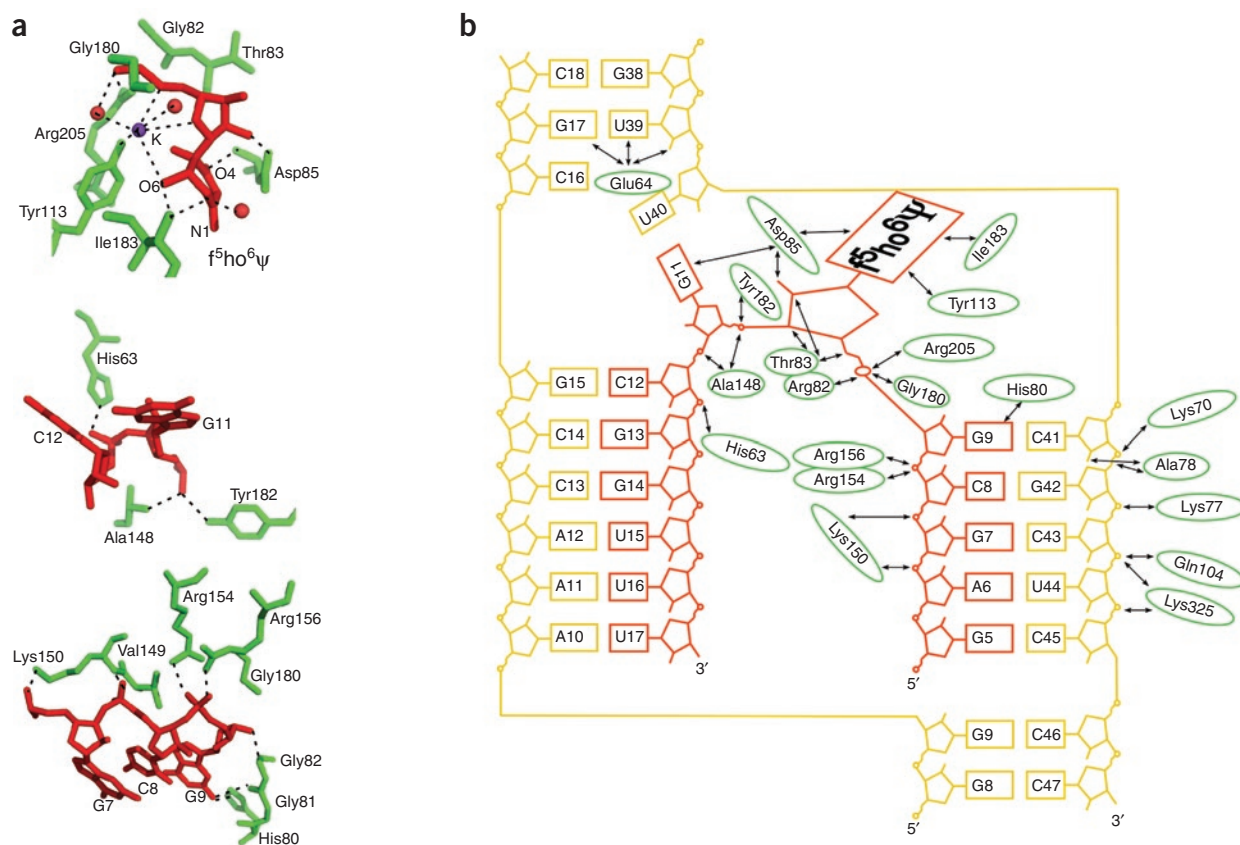 a
Gly82
Gly180
Thr83
Arg205
K
O4
O6
Asp85
Tyr113
N1
Ile183
f⁵ho⁶ψ
His63
C12
G11
Tyr182
Ala148
Arg154
Arg156
Val149
Lys150
Gly180
Gly82
C8
G7
G9
Gly81
His80
b
C18 G38
G17 U39
C16
Glu64
U40
Asp85
f⁵ho⁶ψ
Ile183
G11
Tyr182
Tyr113
Thr83
Arg205
G15 C12
Ala148
Arg82
Gly180
His80
Lys70
G9 C41
C14 G13
His63
Arg156
Ala78
Arg154
C13 G14
C8 G42
Lys77
A12 U15
Lys150
G7 C43
Gln104
A11 U16
A6 U44
Lys325
A10 U17
G5 C45
3′
5′
G9 C46
G8 C47
5′
3′